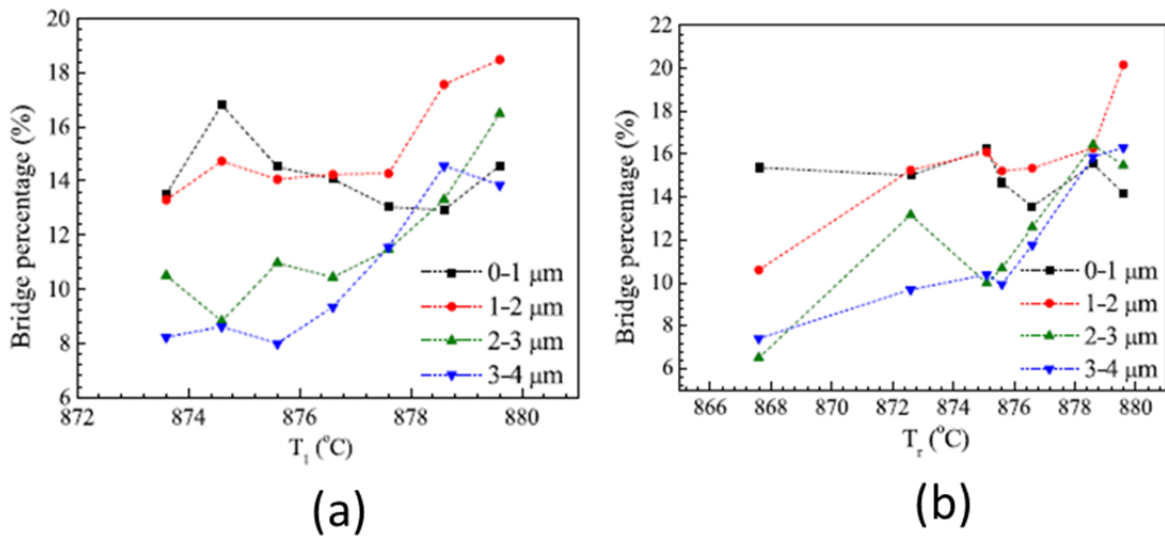 20
18
16
14
12
10
8
6
872
874
876
878
880
Bridge percentage (%)
T₁ (°C)
0-1 μm
1-2 μm
2-3 μm
3-4 μm
(a)
22
20
18
16
14
12
10
8
6
866
868
870
872
874
876
878
880
Bridge percentage (%)
Tᵣ (°C)
0-1 μm
1-2 μm
2-3 μm
3-4 μm
(b)